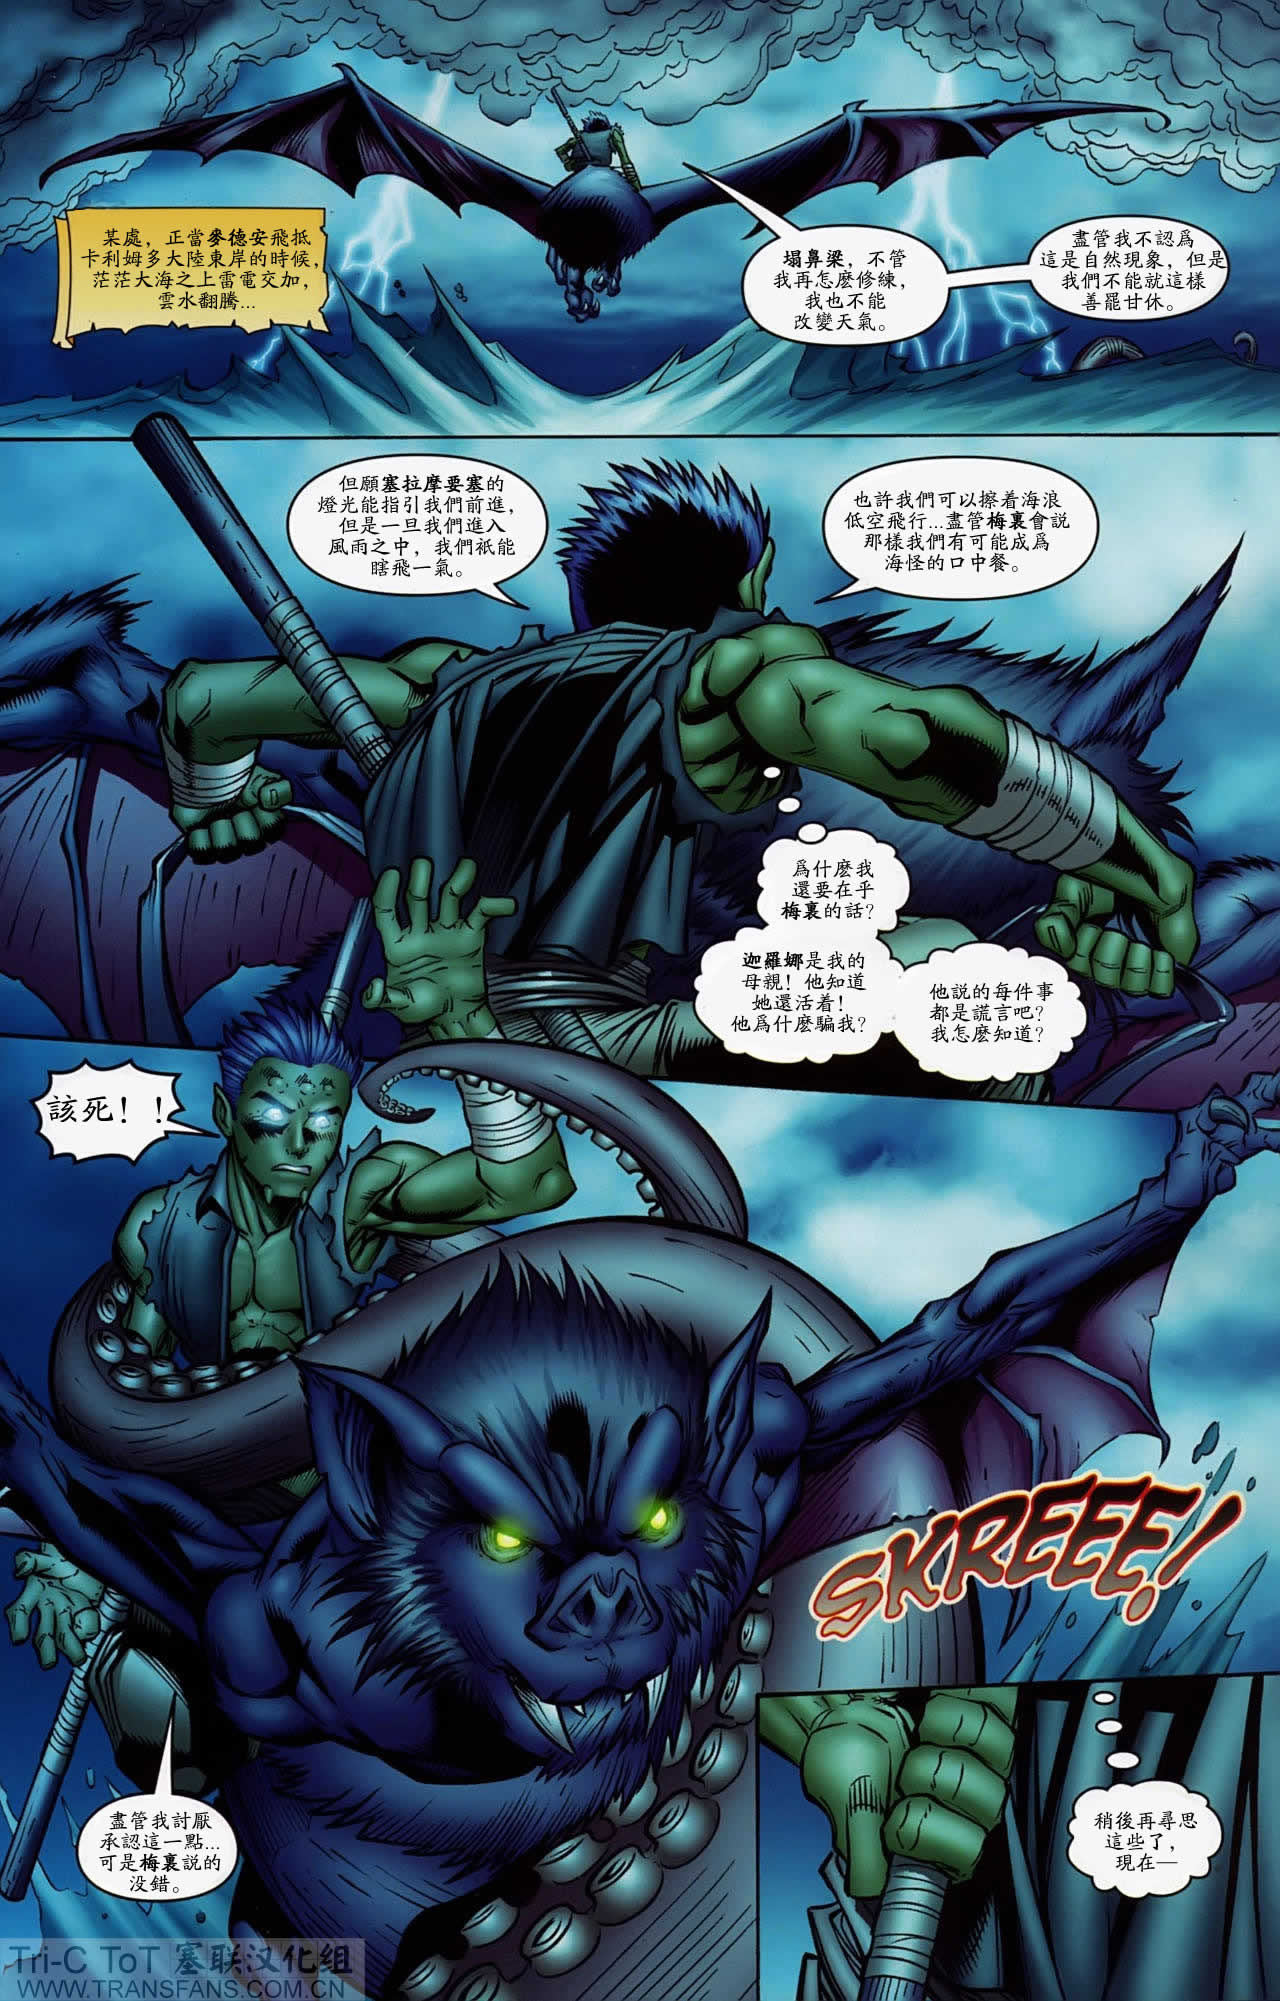 某處，正當麥德安飛抵
卡利姆多大陸東岸的時候，
茫茫大海之上雷電交加，
雲水翻騰...
塌鼻梁，不管
我再怎麽修練，
我也不能
改變天氣。
盡管我不認爲
這是自然現象，但是
我們不能就這樣
善罷甘休。
但願塞拉摩要塞的
燈光能指引我們前進，
但是一旦我們進入
風雨之中，我們祇能
瞎飛一氣。
也許我們可以擦着海浪
低空飛行...盡管梅裏會説
那樣我們有可能成爲
海怪的口中餐。
爲什麽我
還要在乎
梅裏的話？
迦羅娜是我的
母親！他知道
她還活着！
他爲什麽騙我？
他説的每件事
都是謊言吧？
我怎麽知道？
該死！！
SKREEE!
盡管我討厭
承認這一點...
可是梅裏説的
没錯。
稍後再尋思
這些了，
現在—
Tri-C ToT 塞联汉化组
WWW.TRANSFANS.COM.CN